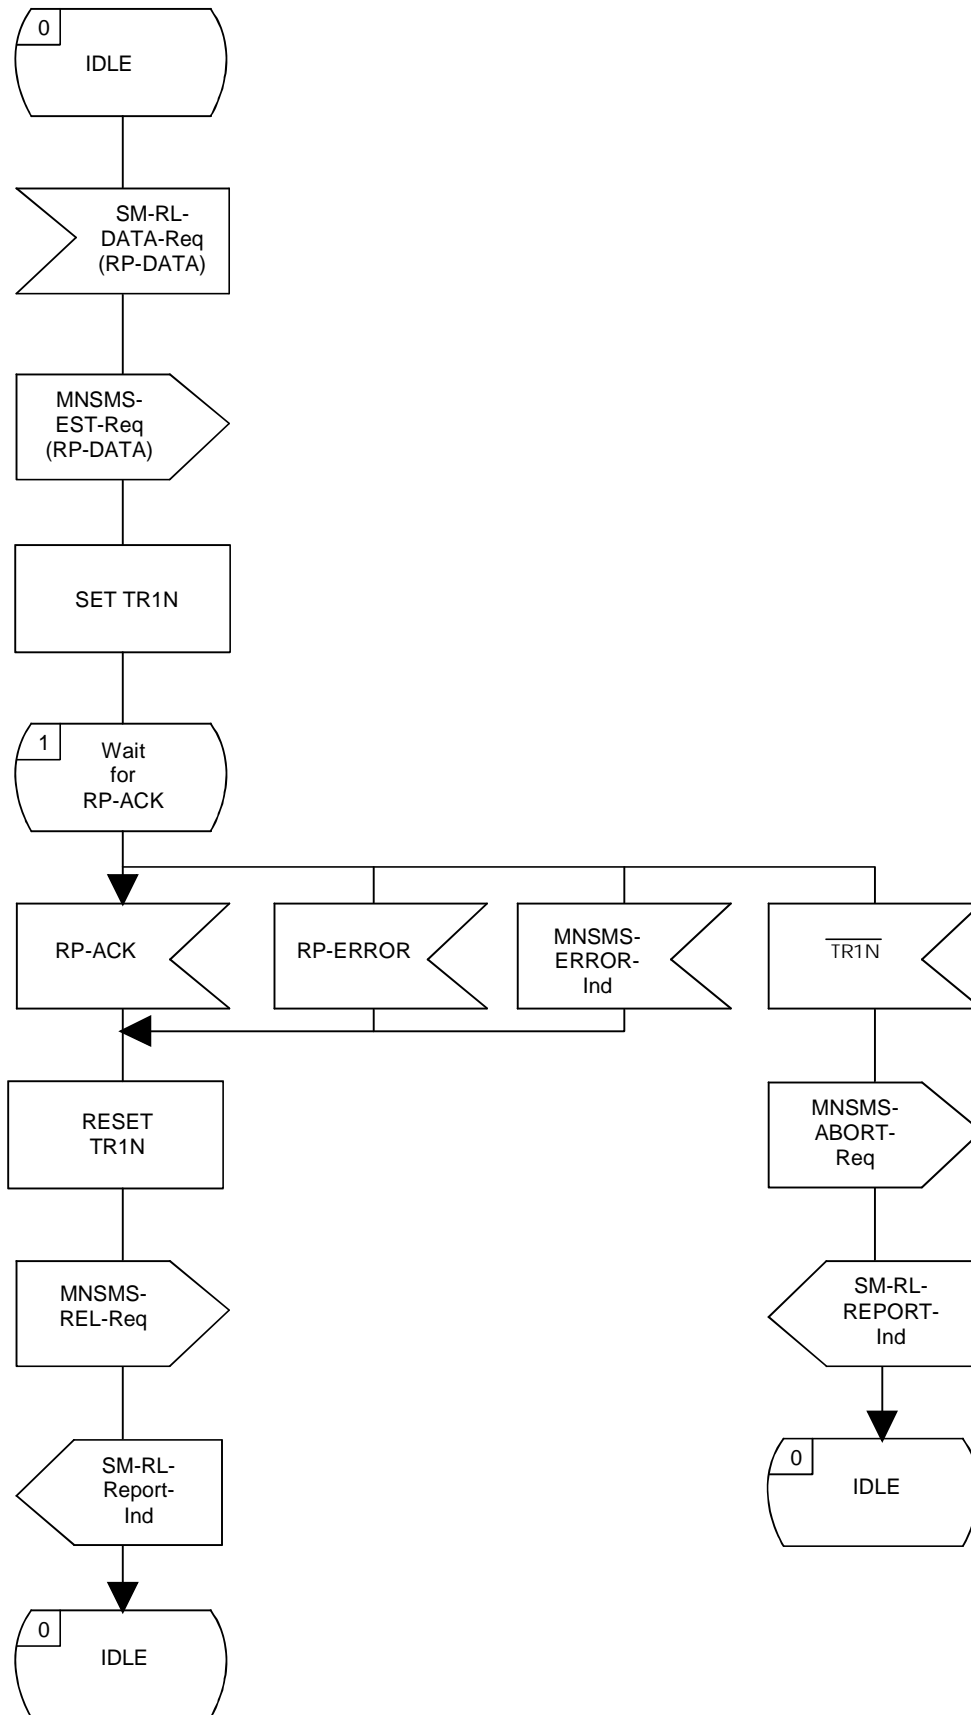 0
IDLE
SM-RL-
DATA-Req
(RP-DATA)
MNSMS-
EST-Req
(RP-DATA)
SET TR1N
1
Wait
for
RP-ACK
RP-ACK
RP-ERROR
MNSMS-
ERROR-
Ind
TR1N
RESET
TR1N
MNSMS-
ABORT-
Req
MNSMS-
REL-Req
SM-RL-
REPORT-
Ind
SM-RL-
Report-
Ind
0
IDLE
0
IDLE